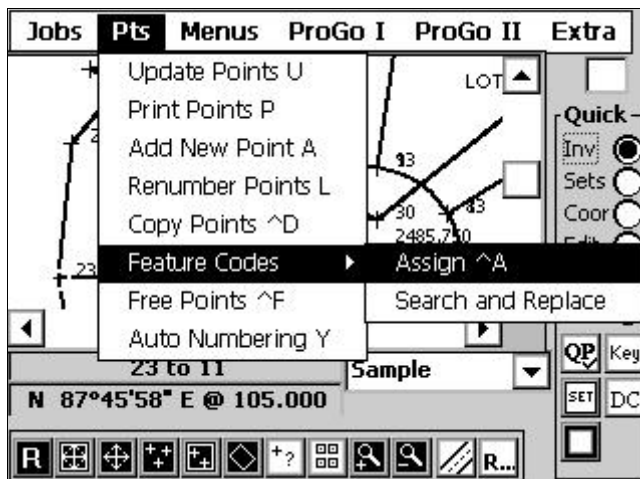 Jobs Pts Menus ProGo I ProGo II Extra
Update Points U
Print Points P
Add New Point A
Renumber Points L
Copy Points ^D
Feature Codes
Free Points ^F
Auto Numbering Y
Assign ^A
Search and Replace
LOT
93
30
43
2485.750
23
Quick
Inv
Sets
Coor
23 to 11
Sample
N 87°45'58" E @ 105.000
QP Key
SET DC
R +? R...